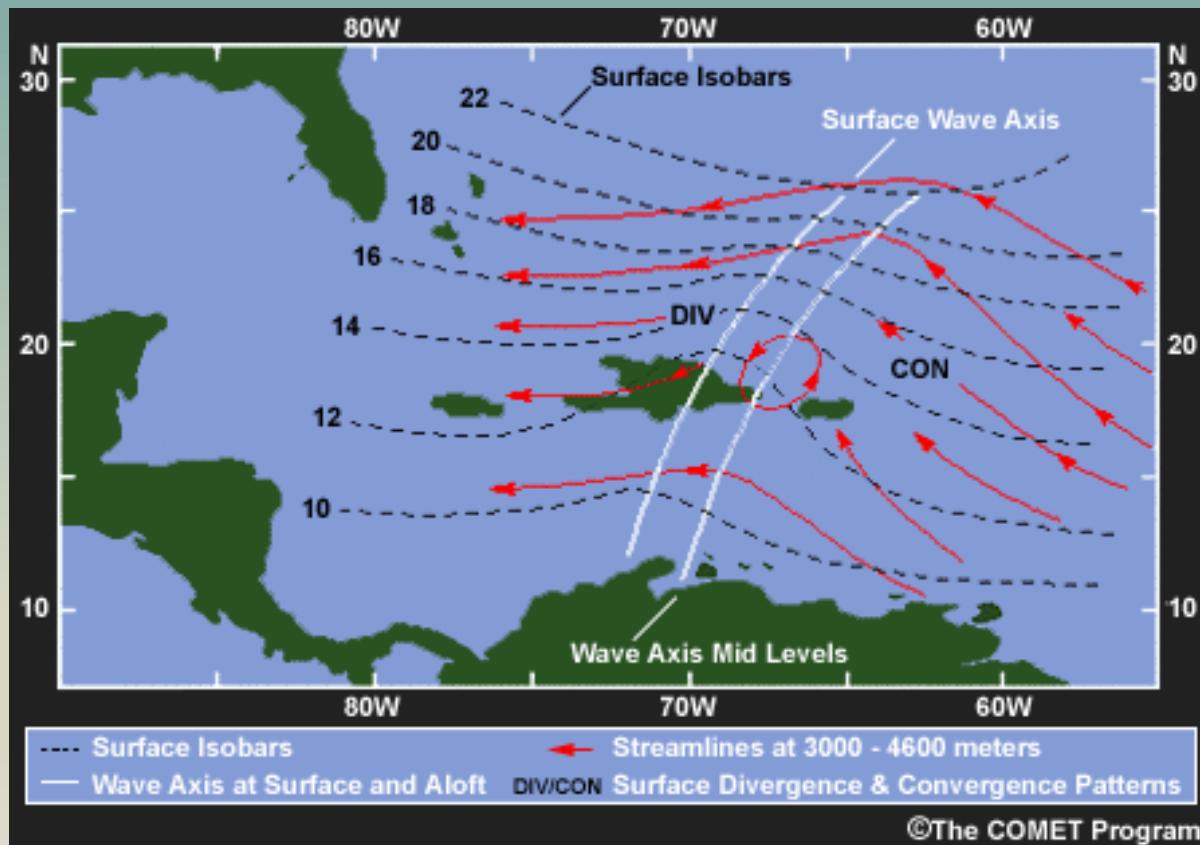 80W 70W 60W
N N
30 30
Surface Isobars
22
Surface Wave Axis
20
18
16
DIV
14
20 20
CON
12
10
10 10
Wave Axis Mid Levels
80W 70W 60W
Surface Isobars Streamlines at 3000 - 4600 meters
Wave Axis at Surface and Aloft DIV/CON Surface Divergence & Convergence Patterns
©The COMET Program